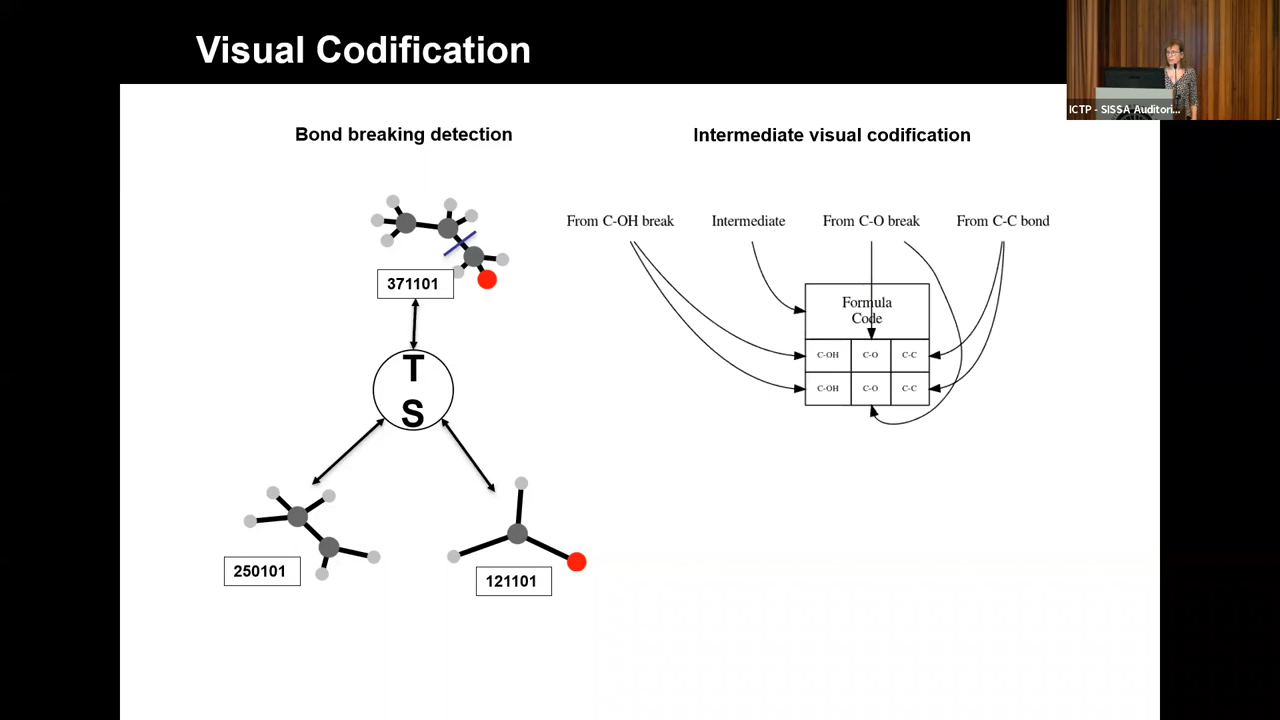 Visual Codification
ICTP - SISSA Auditori...
Bond breaking detection
Intermediate visual codification
371101
T
S
250101
121101
From C-OH break
Intermediate
From C-O break
From C-C bond
Formula
Code
C-OH
C-O
C-C
C-OH
C-O
C-C